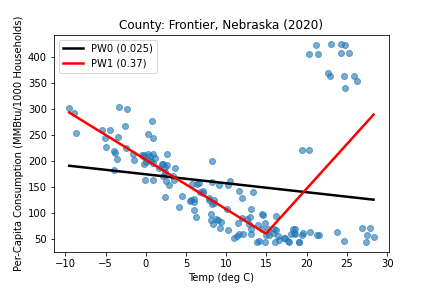 County: Frontier, Nebraska (2020)
PW0 (0.025)
PW1 (0.37)
Per-Capita Consumption (MMBtu/1000 Households)
400
350
300
250
200
150
100
50
−10 −5 0 5 10 15 20 25 30
Temp (deg C)